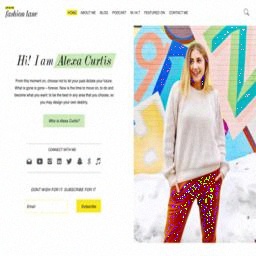 fashion lane
HOME ABOUT ME BLOG PODCAST IG HUT FEATURED ON CONTACT ME
Hi! I am Alexa Curtis
From this moment on, choose not to let your past dictate your future.
What is gone is gone – forever. Now is the time to move on, to do and
become what you want to be the best in any area that you choose, so
you may design your own destiny.
Who is Alexa Curtis?
CONNECT WITH ME
DON'T WISH FOR IT. SUBSCRIBE FOR IT
Email
Subscribe